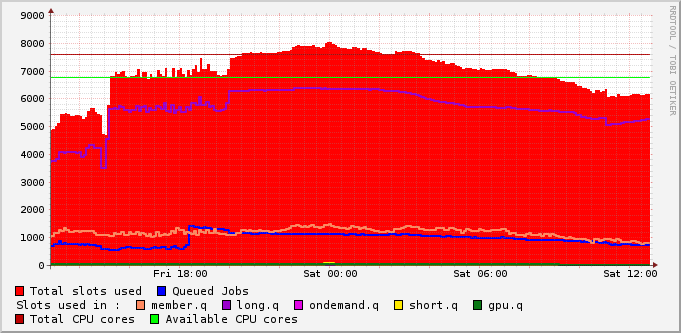 RRDTOOL / TOBI OETIKER
9000
8000
7000
6000
5000
4000
3000
2000
1000
0
Fri 18:00 Sat 00:00 Sat 06:00 Sat 12:00
Total slots used Queued Jobs
Slots used in : member.q long.q ondemand.q short.q gpu.q
Total CPU cores Available CPU cores